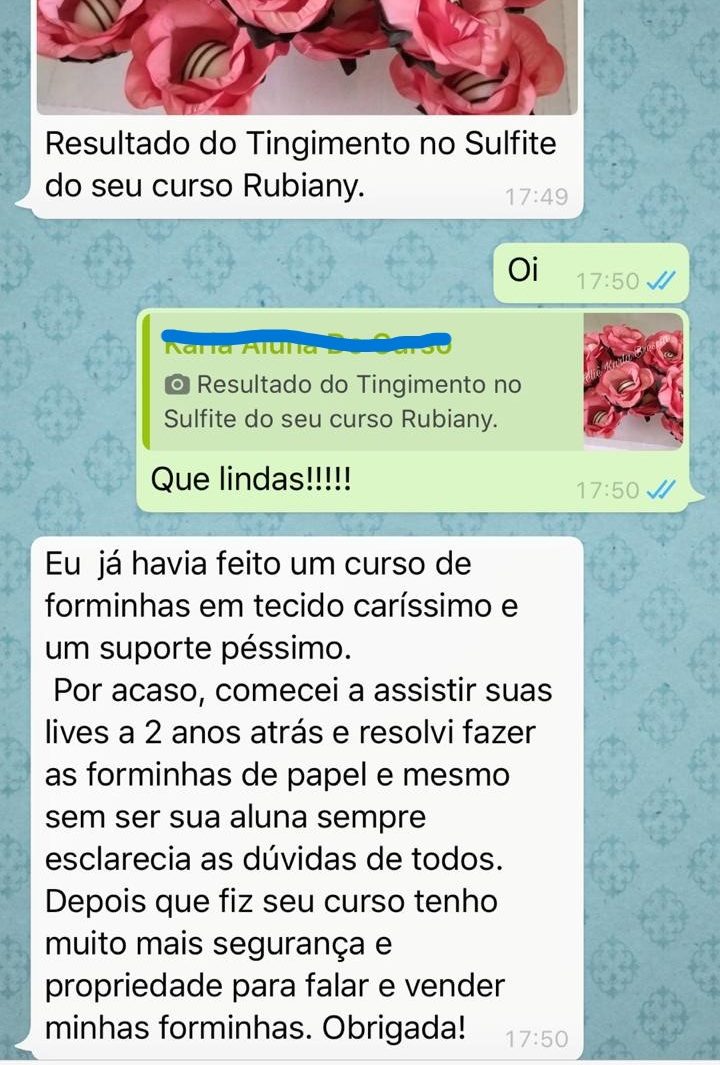 Resultado do Tingimento no Sulfite
do seu curso Rubiany.
17:49
Oi
17:50
Karla Aluna Do Curso
Resultado do Tingimento no
Sulfite do seu curso Rubiany.
Que lindas!!!!!
17:50
Eu já havia feito um curso de
forminhas em tecido caríssimo e
um suporte péssimo.
Por acaso, comecei a assistir suas
lives a 2 anos atrás e resolvi fazer
as forminhas de papel e mesmo
sem ser sua aluna sempre
esclarecia as dúvidas de todos.
Depois que fiz seu curso tenho
muito mais segurança e
propriedade para falar e vender
minhas forminhas. Obrigada!
17:50